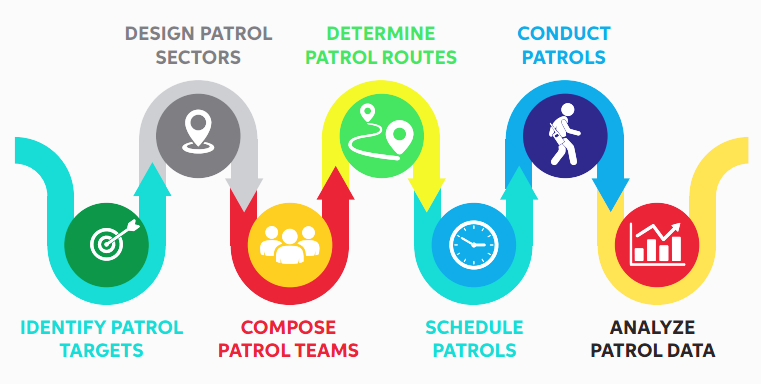 IDENTIFY PATROL
TARGETS
DESIGN PATROL
SECTORS
COMPOSE
PATROL TEAMS
DETERMINE
PATROL ROUTES
SCHEDULE
PATROLS
CONDUCT
PATROLS
ANALYZE
PATROL DATA